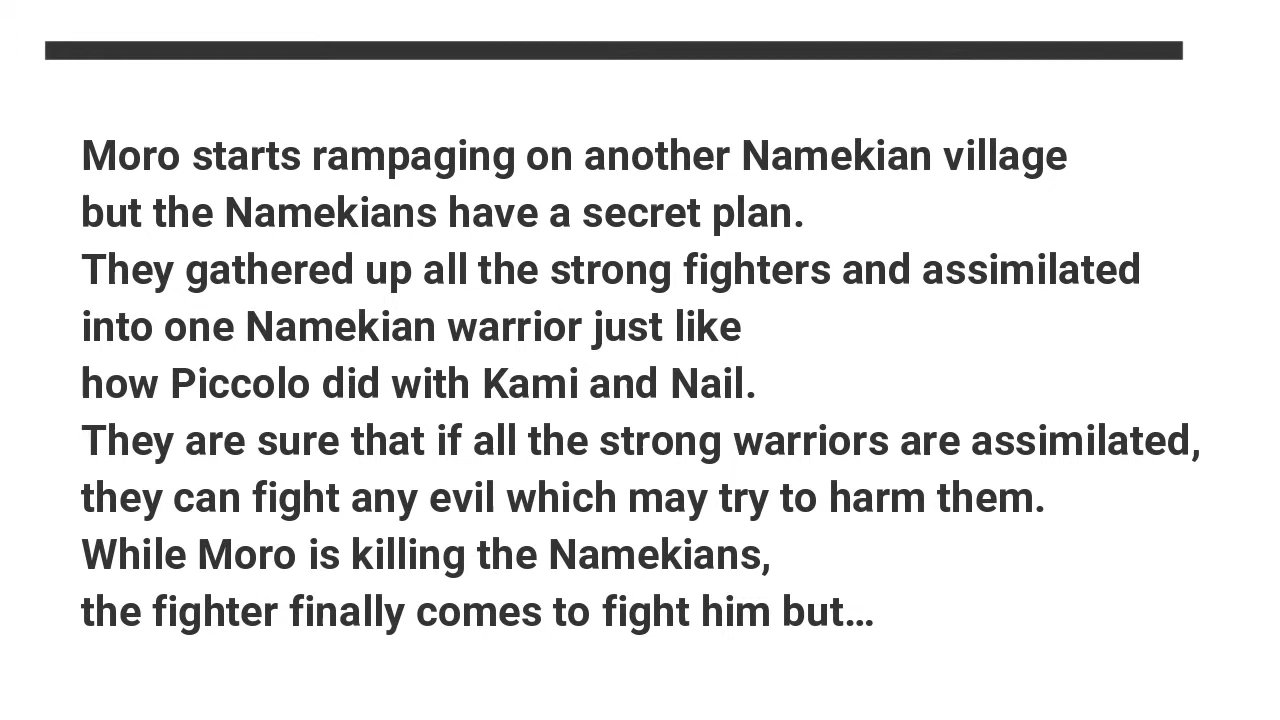 Moro starts rampaging on another Namekian village
but the Namekians have a secret plan.
They gathered up all the strong fighters and assimilated
into one Namekian warrior just like
how Piccolo did with Kami and Nail.
They are sure that if all the strong warriors are assimilated,
they can fight any evil which may try to harm them.
While Moro is killing the Namekians,
the fighter finally comes to fight him but...